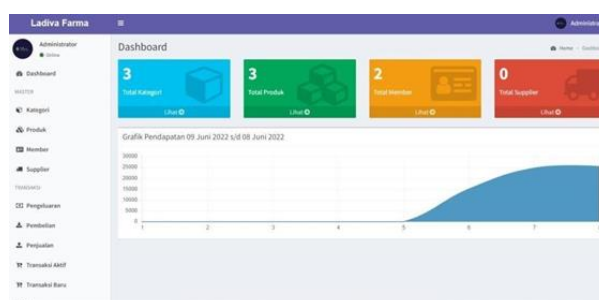 Ladiva Farma
Administrator
Administrator
Online
Dashboard
Home
Dashboard
MASTER
Kategori
Produk
Member
Supplier
TRANSAKSI
Pengeluaran
Pembelian
Penjualan
Transaksi Aktif
Transaksi Baru
3
Total Kategori
Lihat
3
Total Produk
Lihat
2
Total Member
Lihat
0
Total Supplier
Lihat
Grafik Pendapatan 09 Juni 2022 s/d 08 Juni 2022
30000
25000
20000
15000
10000
5000
0
1 2 3 4 5 6 7